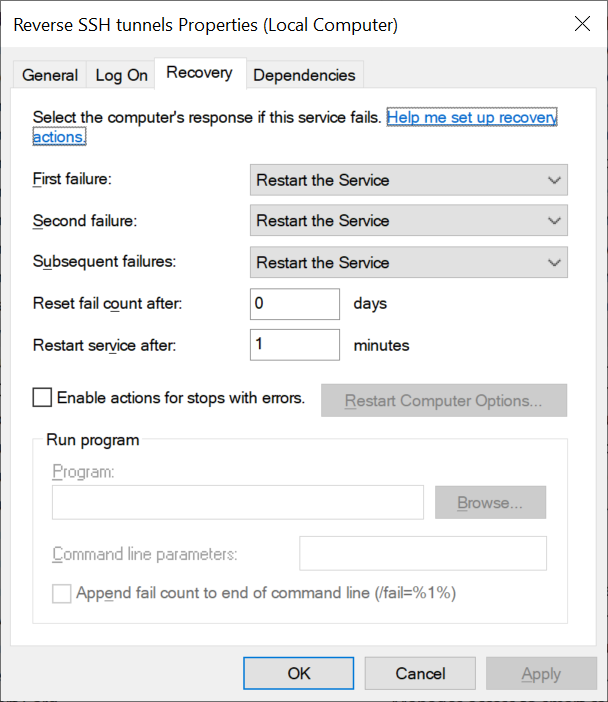 Reverse SSH tunnels Properties (Local Computer)
General Log On Recovery Dependencies
Select the computer's response if this service fails. Help me set up recovery
actions.
First failure: Restart the Service
Second failure: Restart the Service
Subsequent failures: Restart the Service
Reset fail count after: 0 days
Restart service after: 1 minutes
Enable actions for stops with errors. Restart Computer Options...
Run program
Program:
Browse...
Command line parameters:
Append fail count to end of command line (/fail=%1%)
OK Cancel Apply